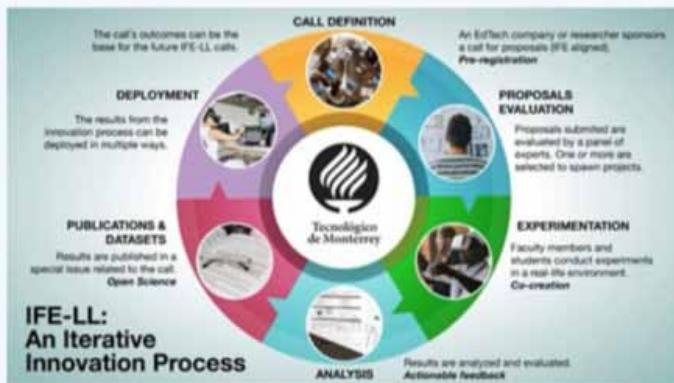 CALL DEFINITION
The call's outcomes can be the
base for the future IFE-LL calls.
An EdTech company or researcher sponsors
a call for proposals (IFE aligned).
Pre-registration
PROPOSALS
EVALUATION
Proposals submited are
evaluated by a panel of
experts. One or more are
selected to spawn projects.
EXPERIMENTATION
Faculty members and
students conduct experiments
in a real-life environment.
Co-creation
ANALYSIS
Results are analyzed and evaluated.
Actionable feedback
PUBLICATIONS &
DATASETS
Results are published in a
special issue related to the call.
Open Science
DEPLOYMENT
The results from the
innovation process can be
deployed in multiple ways.
Tecnológico
de Monterrey
IFE-LL:
An Iterative
Innovation Process